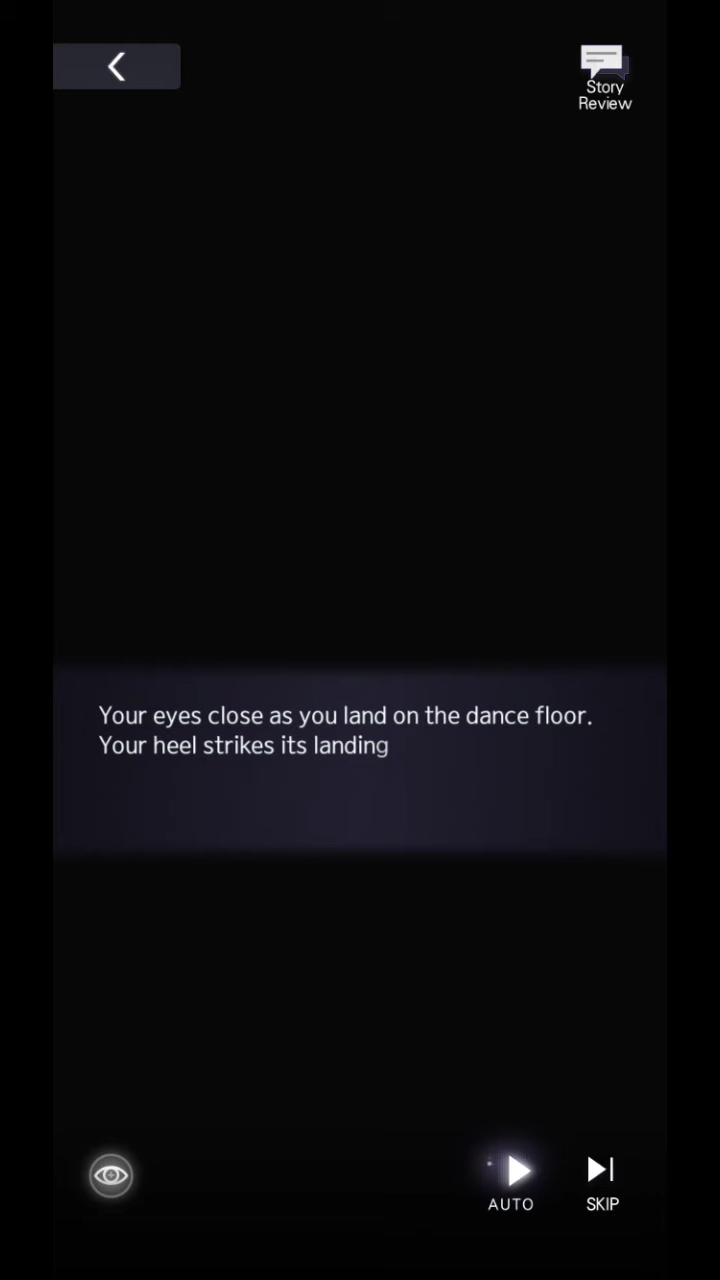 Story
Review
Your eyes close as you land on the dance floor.
Your heel strikes its landing
AUTO
SKIP